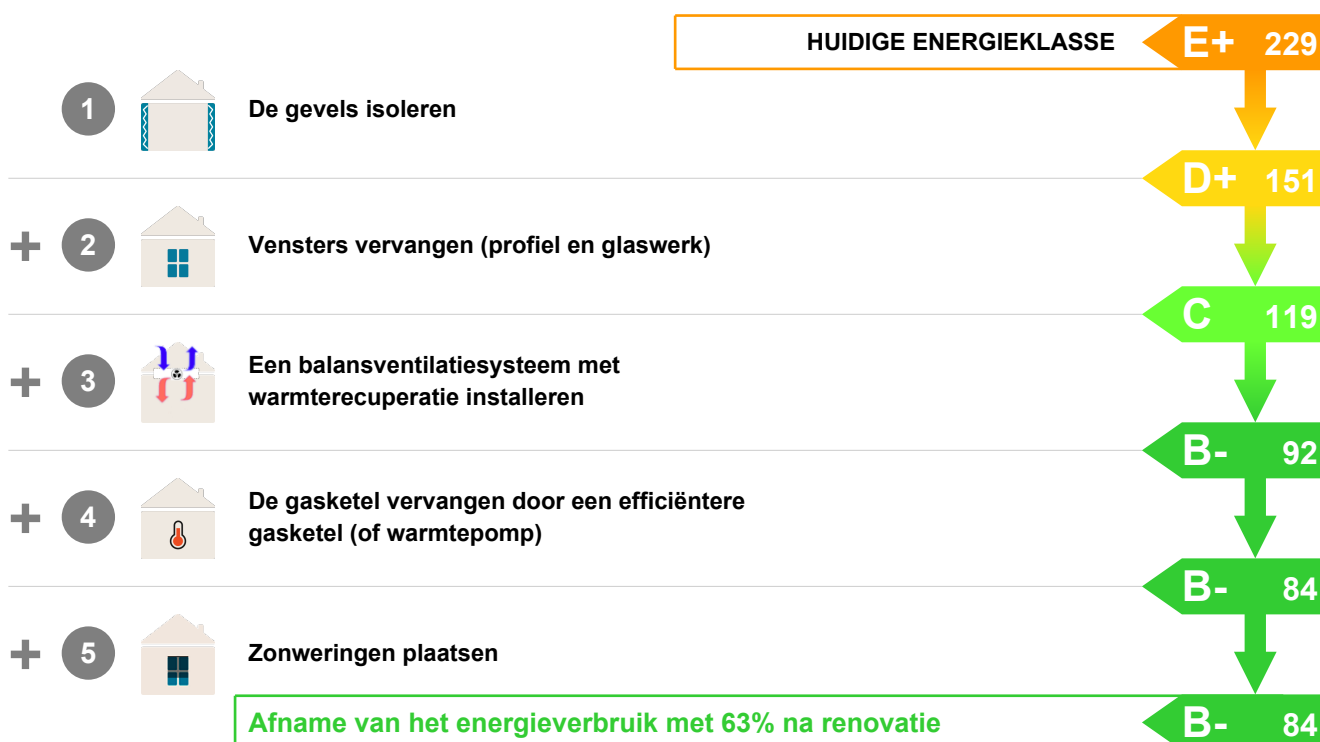 HUIDIGE ENERGIEKLASSE E+ 229
1 De gevels isoleren
D+ 151
+ 2 Vensters vervangen (profiel en glaswerk)
C 119
+ 3 Een balansventilatiesysteem met
warmterecuperatie installeren
B- 92
+ 4 De gasketel vervangen door een efficiëntere
gasketel (of warmtepomp)
B- 84
+ 5 Zonweringen plaatsen
Afname van het energieverbruik met 63% na renovatie B- 84